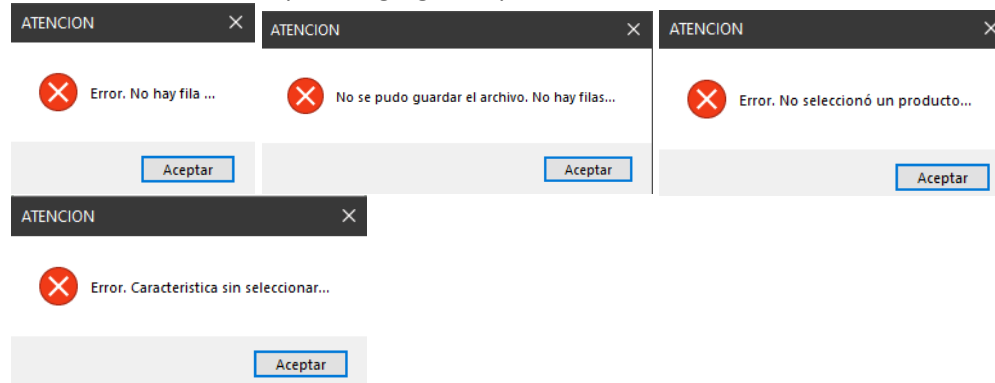 ATENCION
Error. No hay fila ...
Aceptar
ATENCION
No se pudo guardar el archivo. No hay filas...
Aceptar
ATENCION
Error. No seleccionó un producto...
Aceptar
ATENCION
Error. Caracteristica sin seleccionar...
Aceptar